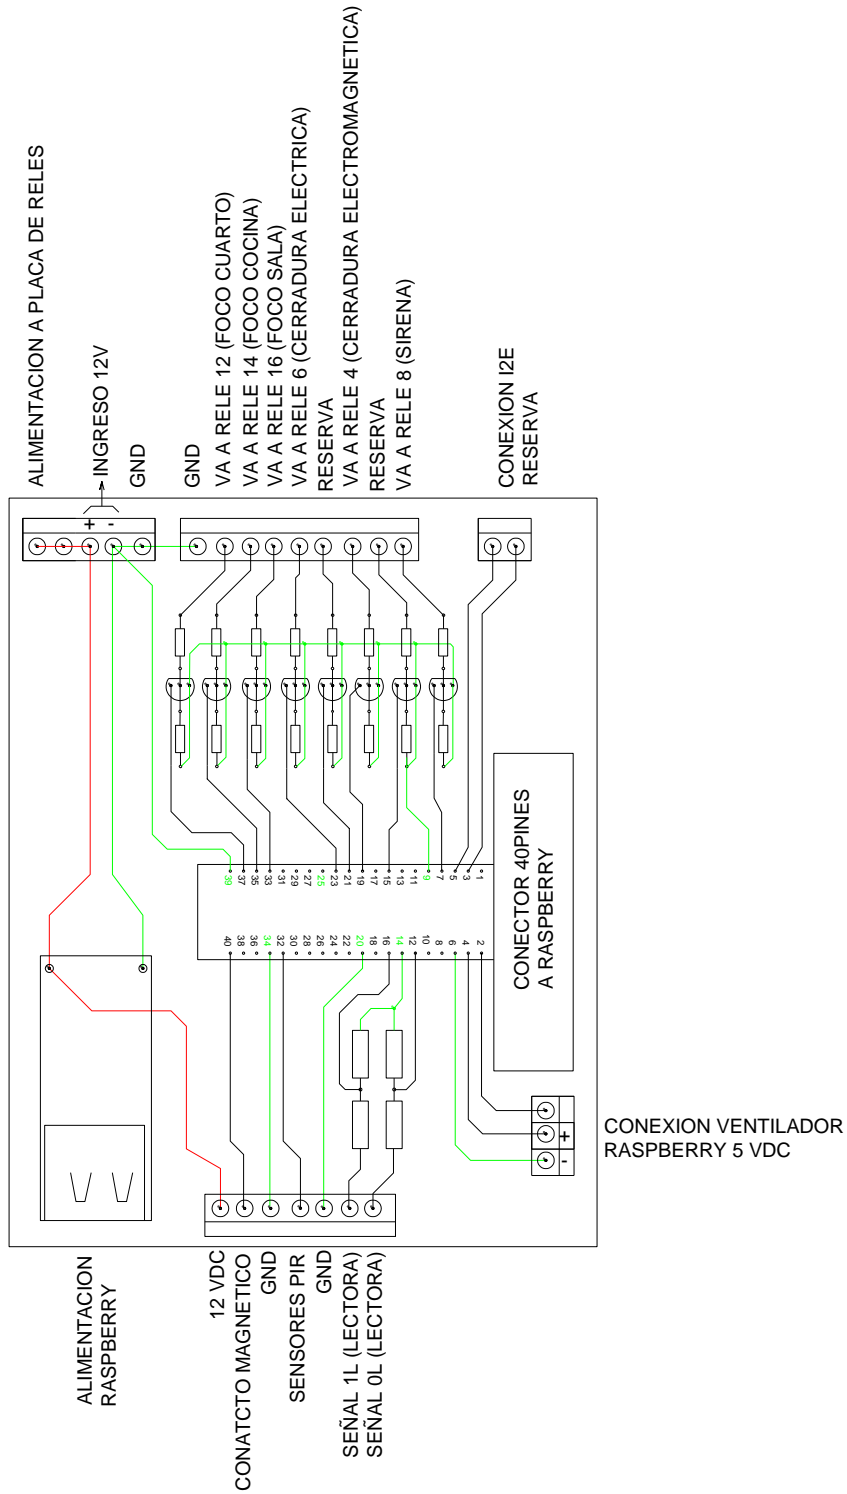 ALIMENTACION A PLACA DE RELES
INGRESO 12V
+ -
GND
GND
VA A RELE 12 (FOCO CUARTO)
VA A RELE 14 (FOCO COCINA)
VA A RELE 16 (FOCO SALA)
VA A RELE 6 (CERRADURA ELECTRICA)
RESERVA
VA A RELE 4 (CERRADURA ELECTROMAGNETICA)
RESERVA
VA A RELE 8 (SIRENA)
CONEXION I2E
RESERVA
39 37 35 33 31 29 27 25 23 21 19 17 15 13 11 9 7 5 3 1
40 38 36 34 32 30 28 26 24 22 20 18 16 14 12 10 8 6 4 2
CONECTOR 40PINES
A RASPBERRY
+
-
CONEXION VENTILADOR
RASPBERRY 5 VDC
ALIMENTACION
RASPBERRY
12 VDC
CONATCTO MAGNETICO
GND
SENSORES PIR
GND
SEÑAL 1L (LECTORA)
SEÑAL 0L (LECTORA)